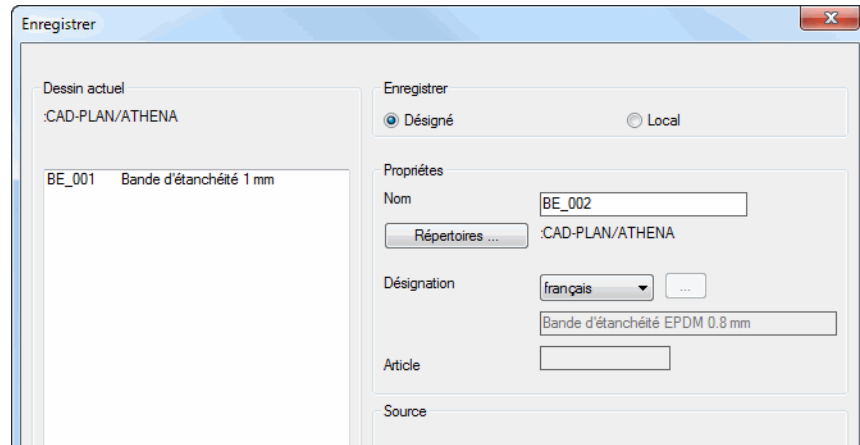 Enregistrer
Dessin actuel
:CAD-PLAN/ATHENA
BE_001 Bande d'étanchéité 1 mm
Enregistrer
Désigné Local
Propriétes
Nom BE_002
Répertoires ... :CAD-PLAN/ATHENA
Désignation français ...
Bande d'étanchéité EPDM 0.8 mm
Article
Source